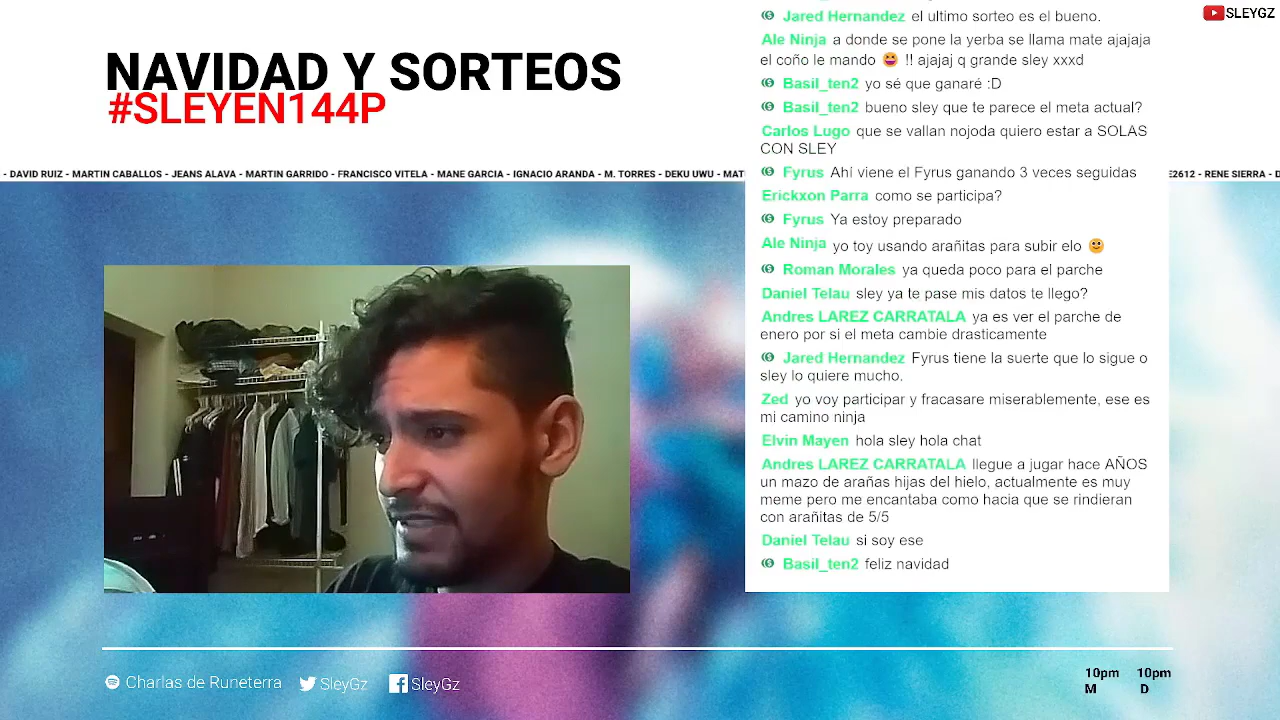 SLEYGZ
NAVIDAD Y SORTEOS
#SLEYEN144P
- DAVID RUIZ - MARTIN CABALLOS - JEANS ALAVA - MARTIN GARRIDO - FRANCISCO VITELA - MANE GARCIA - IGNACIO ARANDA - M. TORRES - DEKU UWU - MAT
E2612 - RENE SIERRA - D
Jared Hernandez el ultimo sorteo es el bueno.
Ale Ninja a donde se pone la yerba se llama mate ajajaja
el coño le mando 😆 !! ajajaj q grande sley xxxd
Basil_ten2 yo sé que ganaré :D
Basil_ten2 bueno sley que te parece el meta actual?
Carlos Lugo que se vallan nojoda quiero estar a SOLAS
CON SLEY
Fyrus Ahí viene el Fyrus ganando 3 veces seguidas
Erickxon Parra como se participa?
Fyrus Ya estoy preparado
Ale Ninja yo toy usando arañitas para subir elo 🙂
Roman Morales ya queda poco para el parche
Daniel Telau sley ya te pase mis datos te llego?
Andres LAREZ CARRATALA ya es ver el parche de
enero por si el meta cambie drasticamente
Jared Hernandez Fyrus tiene la suerte que lo sigue o
sley lo quiere mucho.
Zed yo voy participar y fracasare miserablemente, ese es
mi camino ninja
Elvin Mayen hola sley hola chat
Andres LAREZ CARRATALA llegue a jugar hace AÑOS
un mazo de arañas hijas del hielo, actualmente es muy
meme pero me encantaba como hacia que se rindieran
con arañitas de 5/5
Daniel Telau si soy ese
Basil_ten2 feliz navidad
Charlas de Runeterra SleyGz SleyGz
10pm 10pm
M D